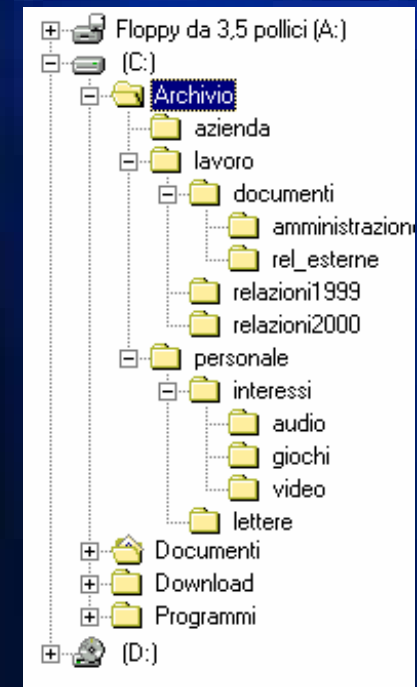 Floppy da 3,5 pollici (A:)
(C:)
Archivio
azienda
lavoro
documenti
amministrazione
rel_esterne
relazioni1999
relazioni2000
personale
interessi
audio
giochi
video
lettere
Documenti
Download
Programmi
(D:)